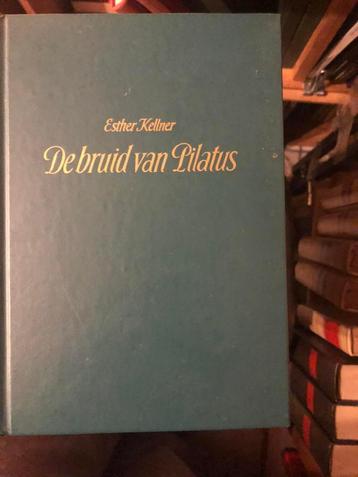 Esther Kellner
De bruid van Pilatus